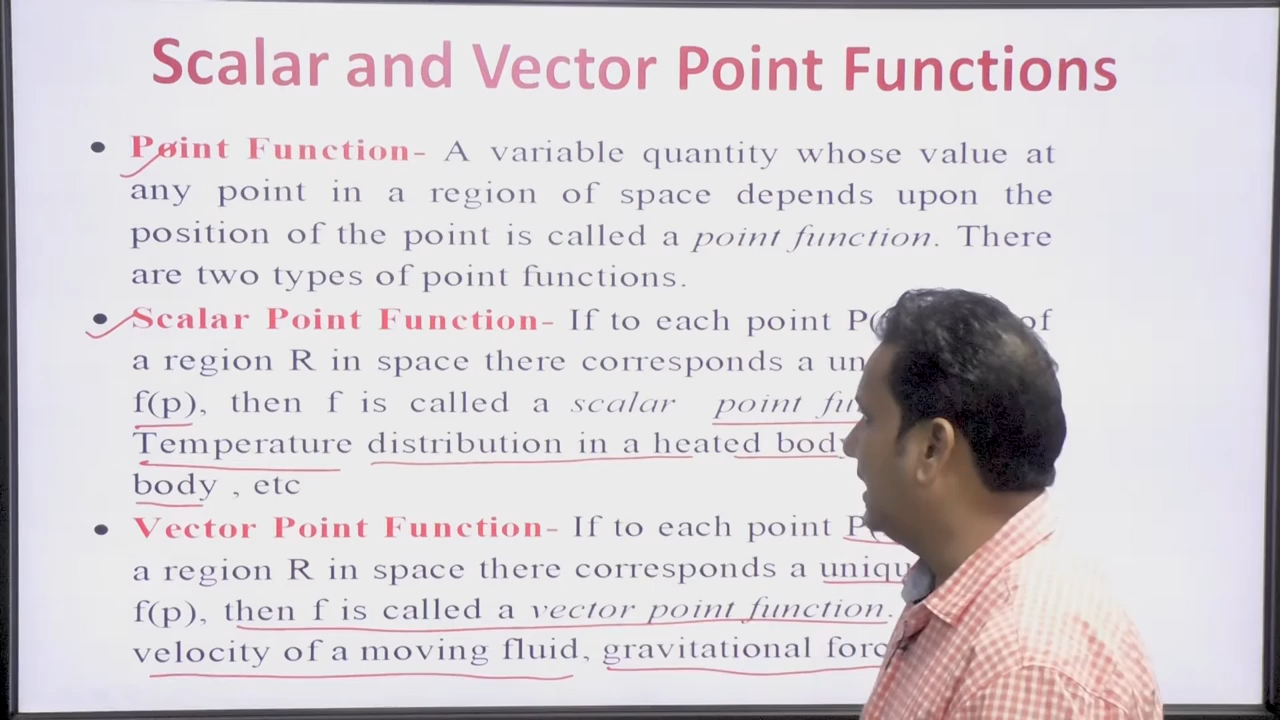 Scalar and Vector Point Functions
• Point Function- A variable quantity whose value at
any point in a region of space depends upon the
position of the point is called a point function. There
are two types of point functions.
• Scalar Point Function- If to each point P( of
a region R in space there corresponds a
f(p), then f is called a scalar point
Temperature distribution in a heated body
body , etc
• Vector Point Function- If to each point P(
a region R in space there corresponds a
f(p), then f is called a vector point function.
velocity of a moving fluid, gravitational